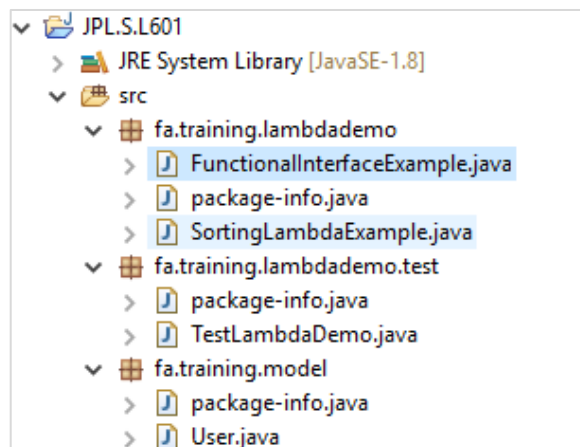 JPL.S.L601
JRE System Library [JavaSE-1.8]
src
fa.training.lambdademo
FunctionalInterfaceExample.java
package-info.java
SortingLambdaExample.java
fa.training.lambdademo.test
package-info.java
TestLambdaDemo.java
fa.training.model
package-info.java
User.java